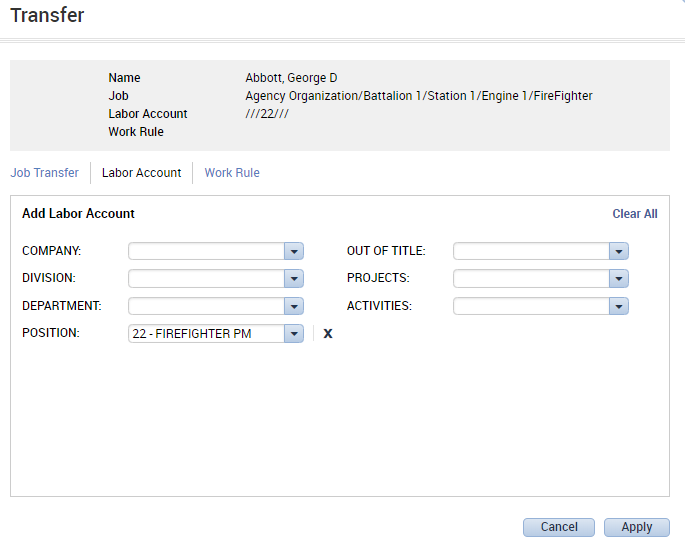 Transfer
Name Abbott, George D
Job Agency Organization/Battalion 1/Station 1/Engine 1/FireFighter
Labor Account ///22///
Work Rule
Job Transfer Labor Account Work Rule
Add Labor Account Clear All
COMPANY: OUT OF TITLE:
DIVISION: PROJECTS:
DEPARTMENT: ACTIVITIES:
POSITION: 22 - FIREFIGHTER PM X
Cancel Apply